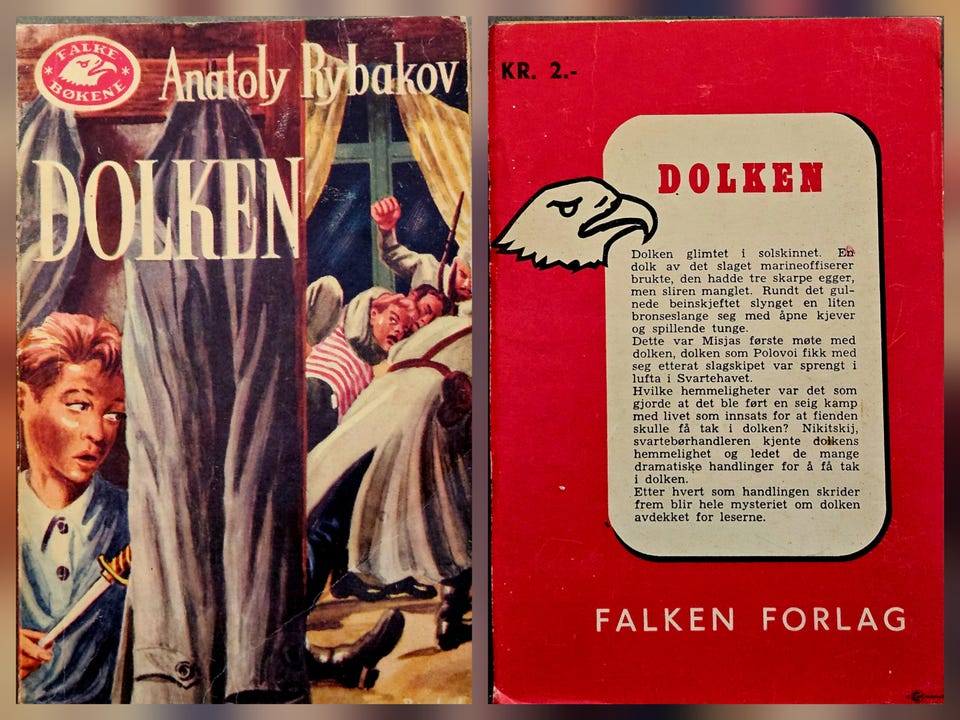 FALKE
BØKENE
Anatoly Rybakov
DOLKEN
KR. 2.-
DOLKEN
Dolken glimtet i solskinnet. En
dolk av det slaget marineoffiserer
brukte, den hadde tre skarpe egger,
men sliren manglet. Rundt det gul-
nede beinskjeftet slynget en liten
bronseslange seg med åpne kjever
og spillende tunge.
Dette var Misjas første møte med
dolken, dolken som Polovoi fikk med
seg etterat slagskipet var sprengt i
lufta i Svartehavet.
Hvilke hemmeligheter var det som
gjorde at det ble ført en seig kamp
med livet som innsats for at fienden
skulle få tak i dolken? Nikitskij,
svartebørhandleren kjente dolkens
hemmelighet og ledet de mange
dramatiske handlinger for å få tak
i dolken.
Etter hvert som handlingen skrider
frem blir hele mysteriet om dolken
avdekket for leserne.
FALKEN FORLAG